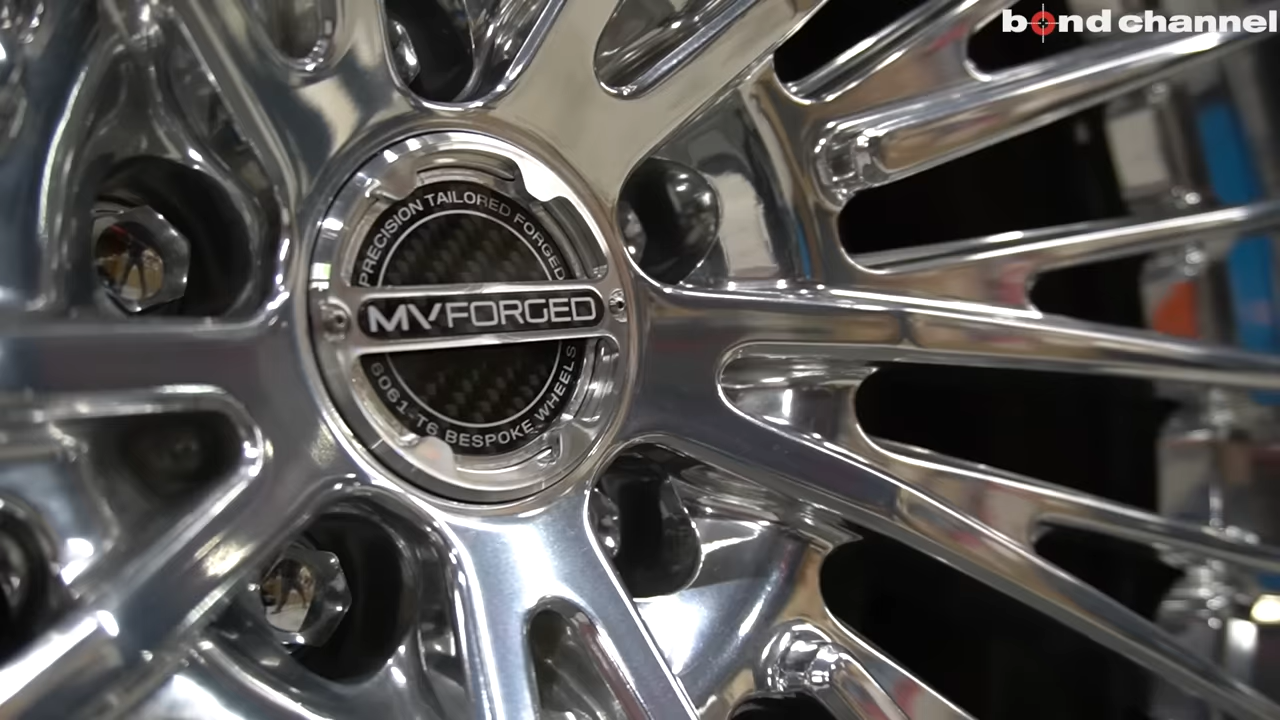 bond channel
PRECISION TAILORED FORGED
MVFORGED
6061-T6 BESPOKE WHEELS